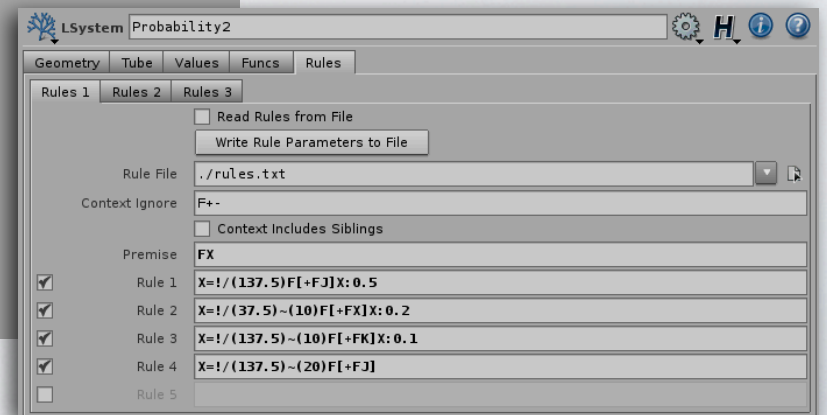 LSystem Probability2
Geometry Tube Values Funcs Rules
Rules 1 Rules 2 Rules 3
Read Rules from File
Write Rule Parameters to File
Rule File ./rules.txt
Context Ignore F+-
Context Includes Siblings
Premise FX
Rule 1 X=!/(137.5)F[+FJ]X:0.5
Rule 2 X=!/(37.5)~(10)F[+FX]X:0.2
Rule 3 X=!/(137.5)~(10)F[+FK]X:0.1
Rule 4 X=!/(137.5)~(20)F[+FJ]
Rule 5